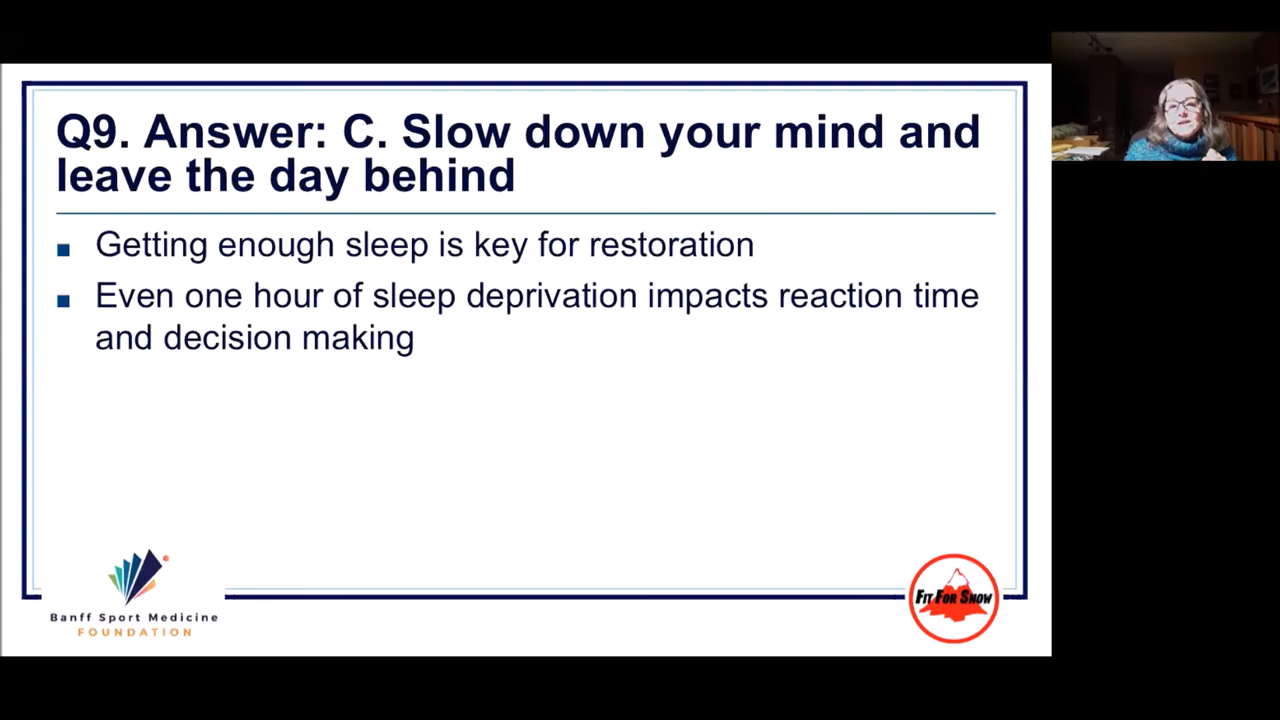 Q9. Answer: C. Slow down your mind and
leave the day behind
■ Getting enough sleep is key for restoration
■ Even one hour of sleep deprivation impacts reaction time
and decision making
Banff Sport Medicine
FOUNDATION
FIT FOR SNOW